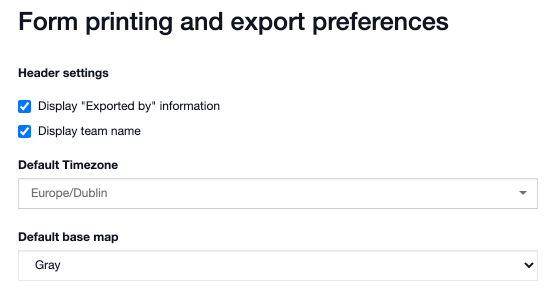 Form printing and export preferences
Header settings
Display "Exported by" information
Display team name
Default Timezone
Europe/Dublin
Default base map
Gray